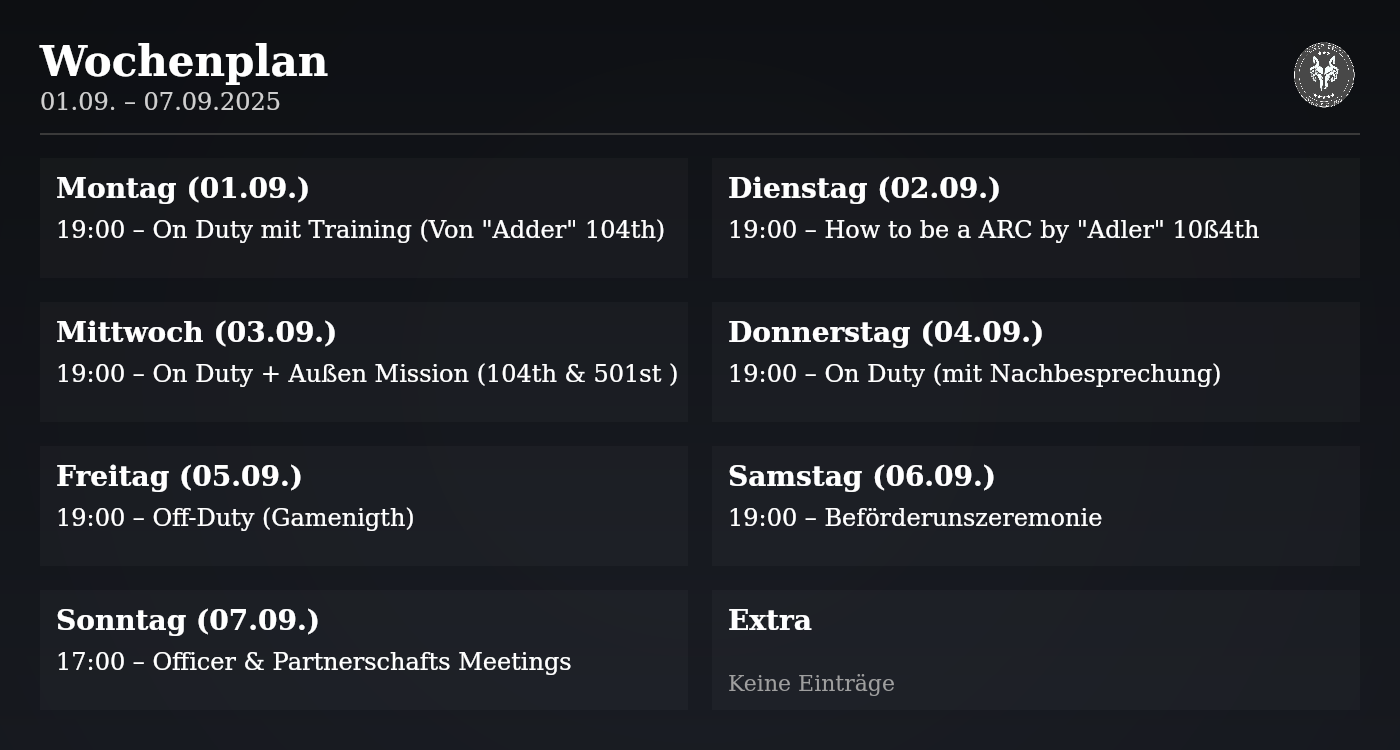 Wochenplan
01.09. – 07.09.2025
Montag (01.09.)
19:00 – On Duty mit Training (Von "Adder" 104th)
Dienstag (02.09.)
19:00 – How to be a ARC by "Adler" 10ß4th
Mittwoch (03.09.)
19:00 – On Duty + Außen Mission (104th & 501st )
Donnerstag (04.09.)
19:00 – On Duty (mit Nachbesprechung)
Freitag (05.09.)
19:00 – Off-Duty (Gamenigth)
Samstag (06.09.)
19:00 – Beförderunszeremonie
Sonntag (07.09.)
17:00 – Officer & Partnerschafts Meetings
Extra
Keine Einträge